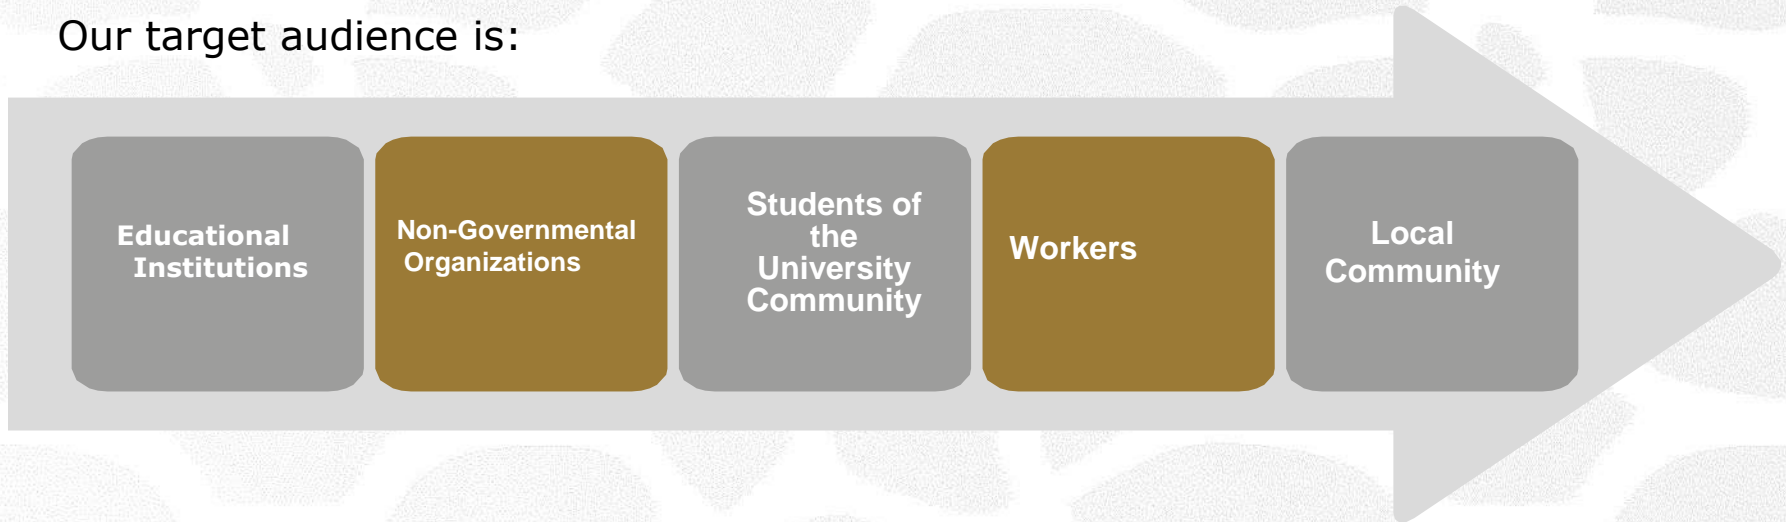 Our target audience is:
Educational
Institutions
Non-Governmental
Organizations
Students of
the
University
Community
Workers
Local
Community